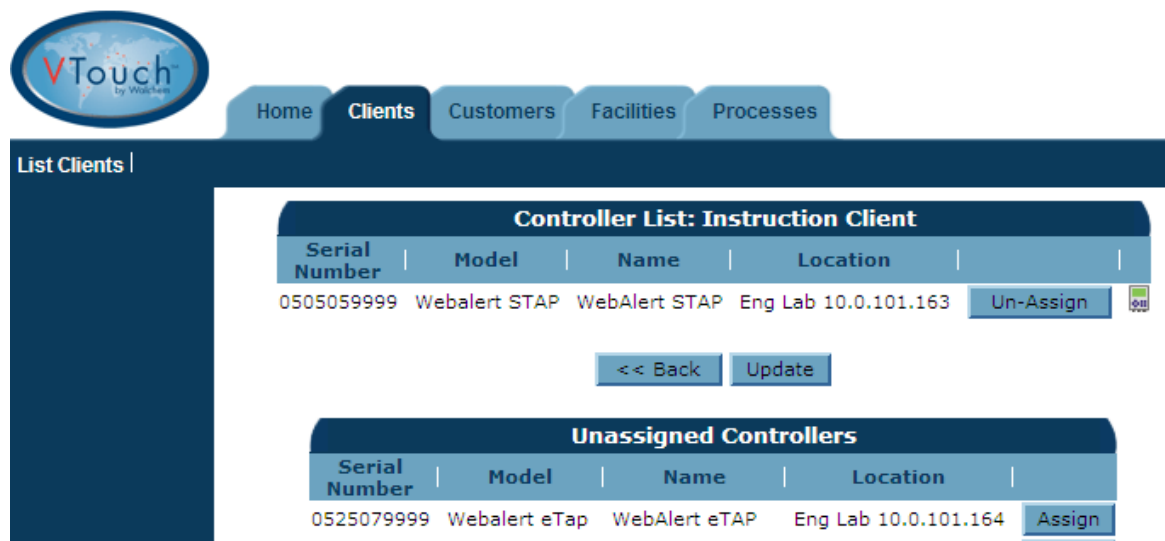 VTouch™
by Walchem
Home Clients Customers Facilities Processes
List Clients
Controller List: Instruction Client
Serial Number Model Name Location
0505059999 Webalert STAP WebAlert STAP Eng Lab 10.0.101.163 Un-Assign
<< Back Update
Unassigned Controllers
Serial Number Model Name Location
0525079999 Webalert eTap WebAlert eTAP Eng Lab 10.0.101.164 Assign